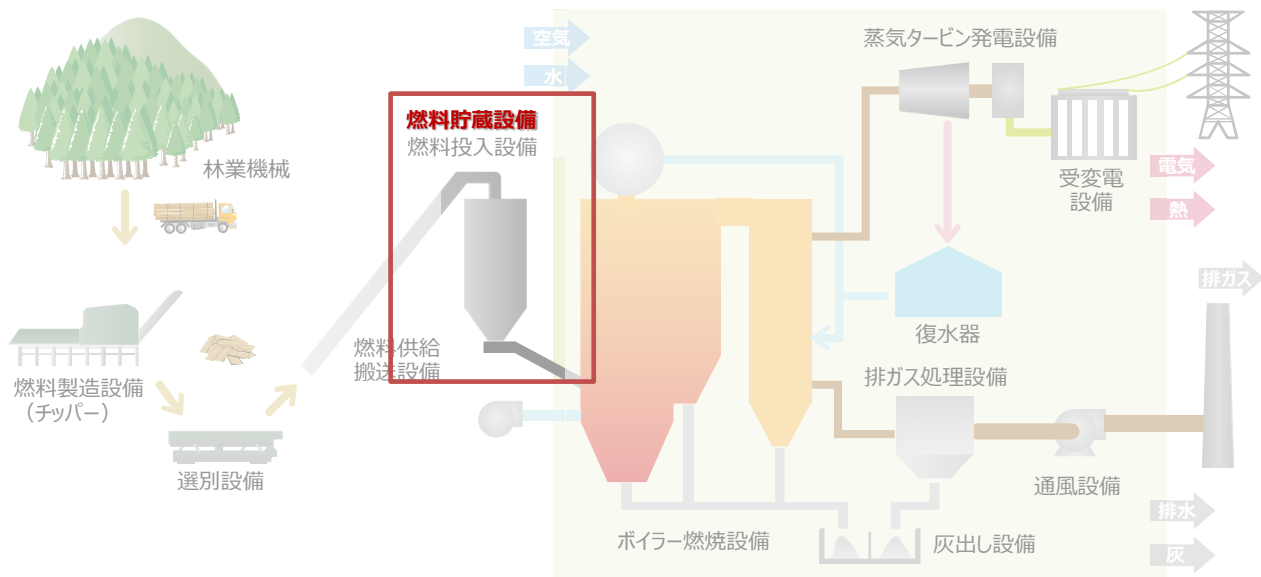 空気
水
蒸気タービン発電設備
燃料貯蔵設備
燃料投入設備
林業機械
受変電
設備
電気
熱
排ガス
復水器
燃料供給
搬送設備
排ガス処理設備
燃料製造設備
（チッパー）
選別設備
通風設備
ボイラー燃焼設備
灰出し設備
排水
灰